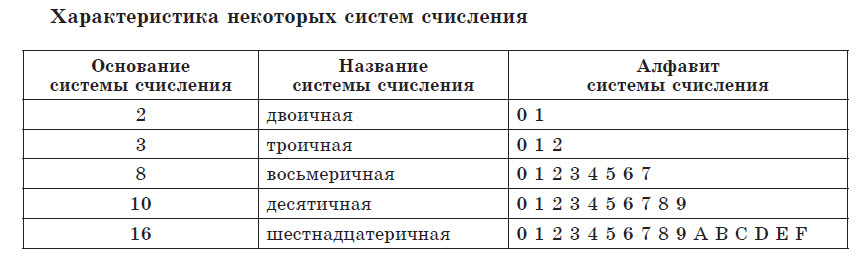 Характеристика некоторых систем счисления
Основание системы счисления
Название системы счисления
Алфавит системы счисления
2 двоичная 0 1
3 троичная 0 1 2
8 восьмеричная 0 1 2 3 4 5 6 7
10 десятичная 0 1 2 3 4 5 6 7 8 9
16 шестнадцатеричная 0 1 2 3 4 5 6 7 8 9 A B C D E F